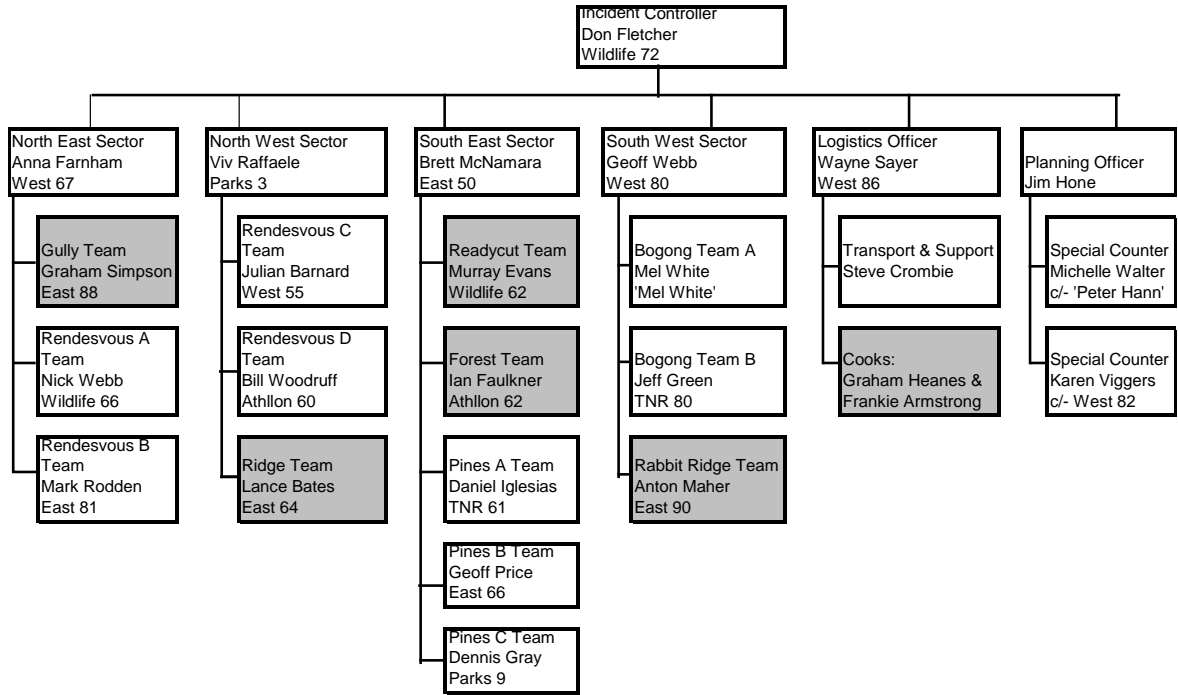 Incident Controller
Don Fletcher
Wildlife 72
North East Sector
Anna Farnham
West 67
North West Sector
Viv Raffaele
Parks 3
South East Sector
Brett McNamara
East 50
South West Sector
Geoff Webb
West 80
Logistics Officer
Wayne Sayer
West 86
Planning Officer
Jim Hone
Gully Team
Graham Simpson
East 88
Rendesvous C
Team
Julian Barnard
West 55
Readycut Team
Murray Evans
Wildlife 62
Bogong Team A
Mel White
'Mel White'
Transport & Support
Steve Crombie
Special Counter
Michelle Walter
c/- 'Peter Hann'
Rendesvous A
Team
Nick Webb
Wildlife 66
Rendesvous D
Team
Bill Woodruff
Athllon 60
Forest Team
Ian Faulkner
Athllon 62
Bogong Team B
Jeff Green
TNR 80
Cooks:
Graham Heanes &
Frankie Armstrong
Special Counter
Karen Viggers
c/- West 82
Rendesvous B
Team
Mark Rodden
East 81
Ridge Team
Lance Bates
East 64
Pines A Team
Daniel Iglesias
TNR 61
Rabbit Ridge Team
Anton Maher
East 90
Pines B Team
Geoff Price
East 66
Pines C Team
Dennis Gray
Parks 9